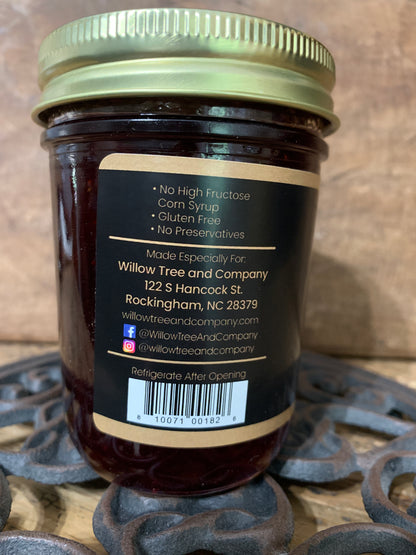 • No High Fructose
Corn Syrup
• Gluten Free
• No Preservatives
Made Especially For:
Willow Tree and Company
122 S Hancock St.
Rockingham, NC 28379
willowtreeandcompany.com
@WillowTreeAndCompany
@willowtreeandcompany
Refrigerate After Opening
8 10071 00182 6